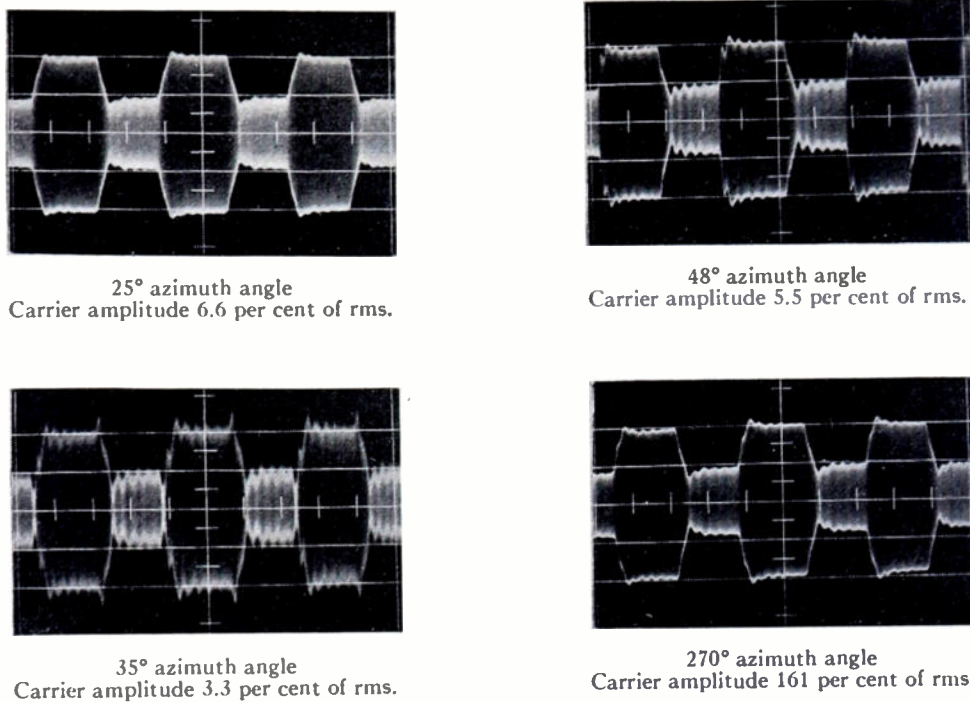 25° azimuth angle
Carrier amplitude 6.6 per cent of rms.
48° azimuth angle
Carrier amplitude 5.5 per cent of rms.
35° azimuth angle
Carrier amplitude 3.3 per cent of rms.
270° azimuth angle
Carrier amplitude 161 per cent of rms